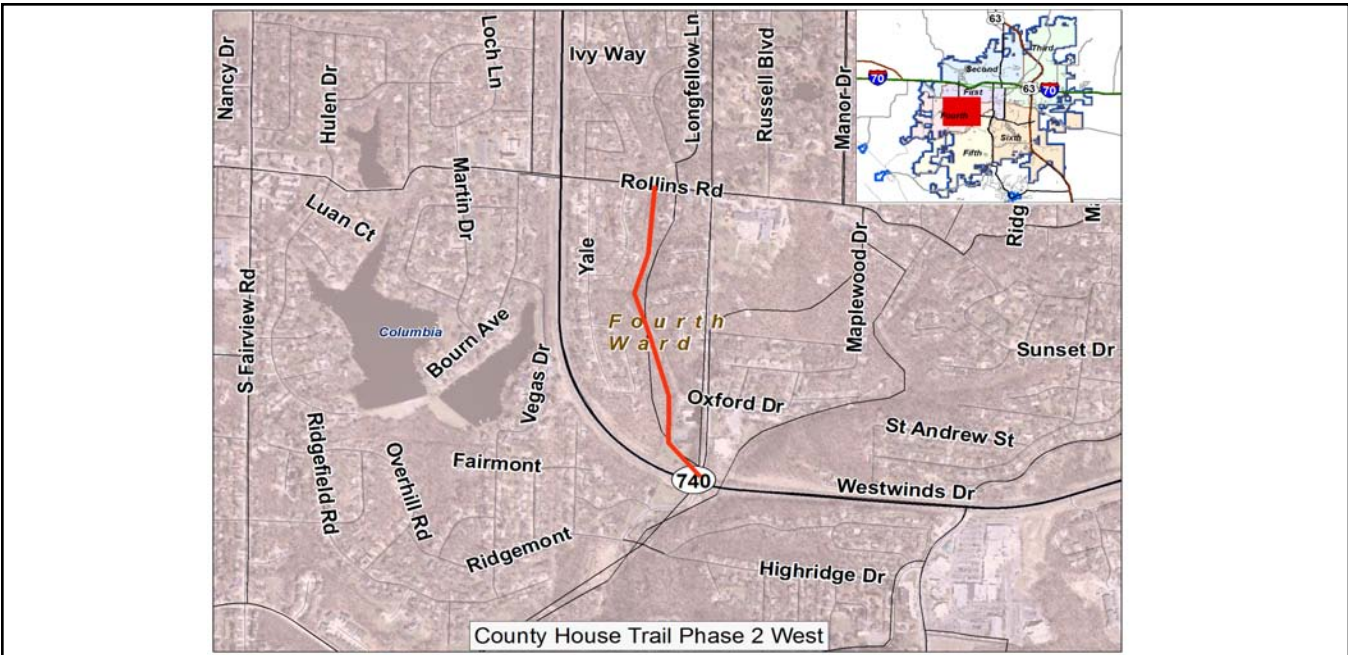 Nancy Dr
Hulen Dr
Loch Ln
Ivy Way
Longfellow Ln
Russell Blvd
Manor Dr
63
Third
Second
70
First
63
70
Fourth
Sixth
Fifth
Rollins Rd
Luan Ct
Martin Dr
Yale
Maplewood Dr
Ridg
S Fairview Rd
Columbia
Bourn Ave
Vegas Dr
Fourth
Ward
Sunset Dr
Oxford Dr
St Andrew St
Ridgefield Rd
Overhill Rd
Fairmont
740
Westwinds Dr
Ridgemont
Highridge Dr
County House Trail Phase 2 West